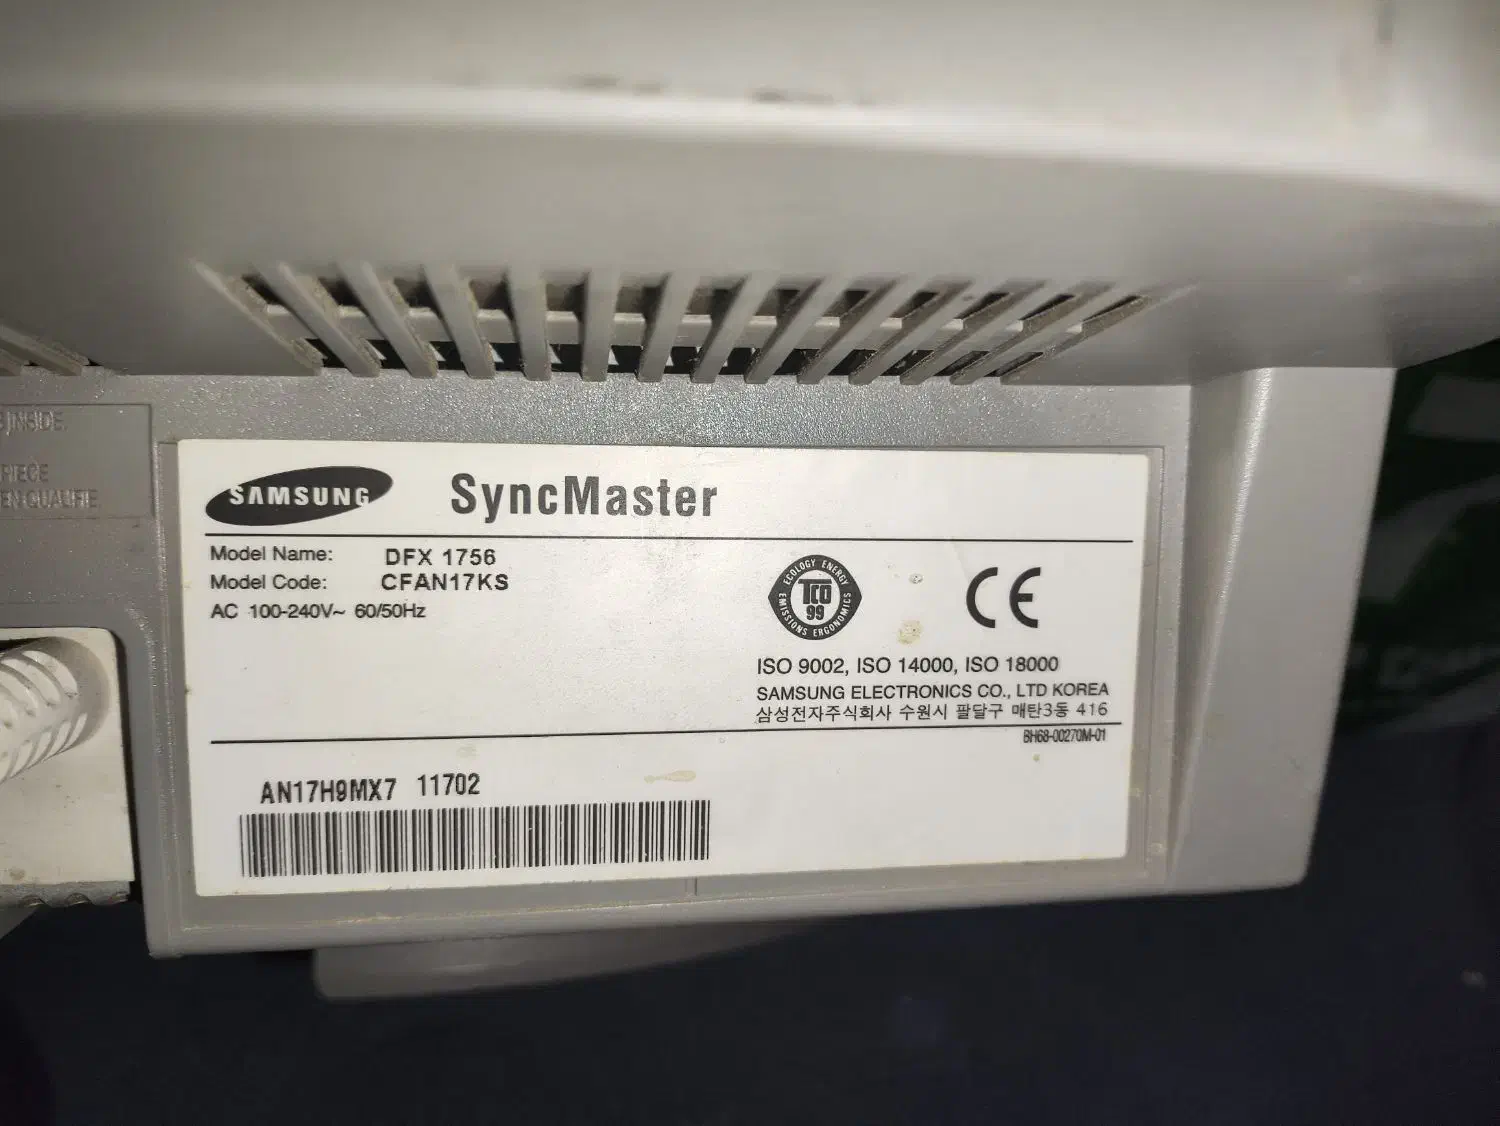 INSIDE.
PIECE
EN QUALIFIE
SAMSUNG SyncMaster
Model Name: DFX 1756
Model Code: CFAN17KS
AC 100-240V~ 60/50Hz
ECOLOGY ENERGY
TCO
99
EMISSIONS ERGONOMICS
CE
ISO 9002, ISO 14000, ISO 18000
SAMSUNG ELECTRONICS CO., LTD KOREA
삼성전자주식회사 수원시 팔달구 매탄3동 416
BH68-00270M-01
AN17H9MX7 11702